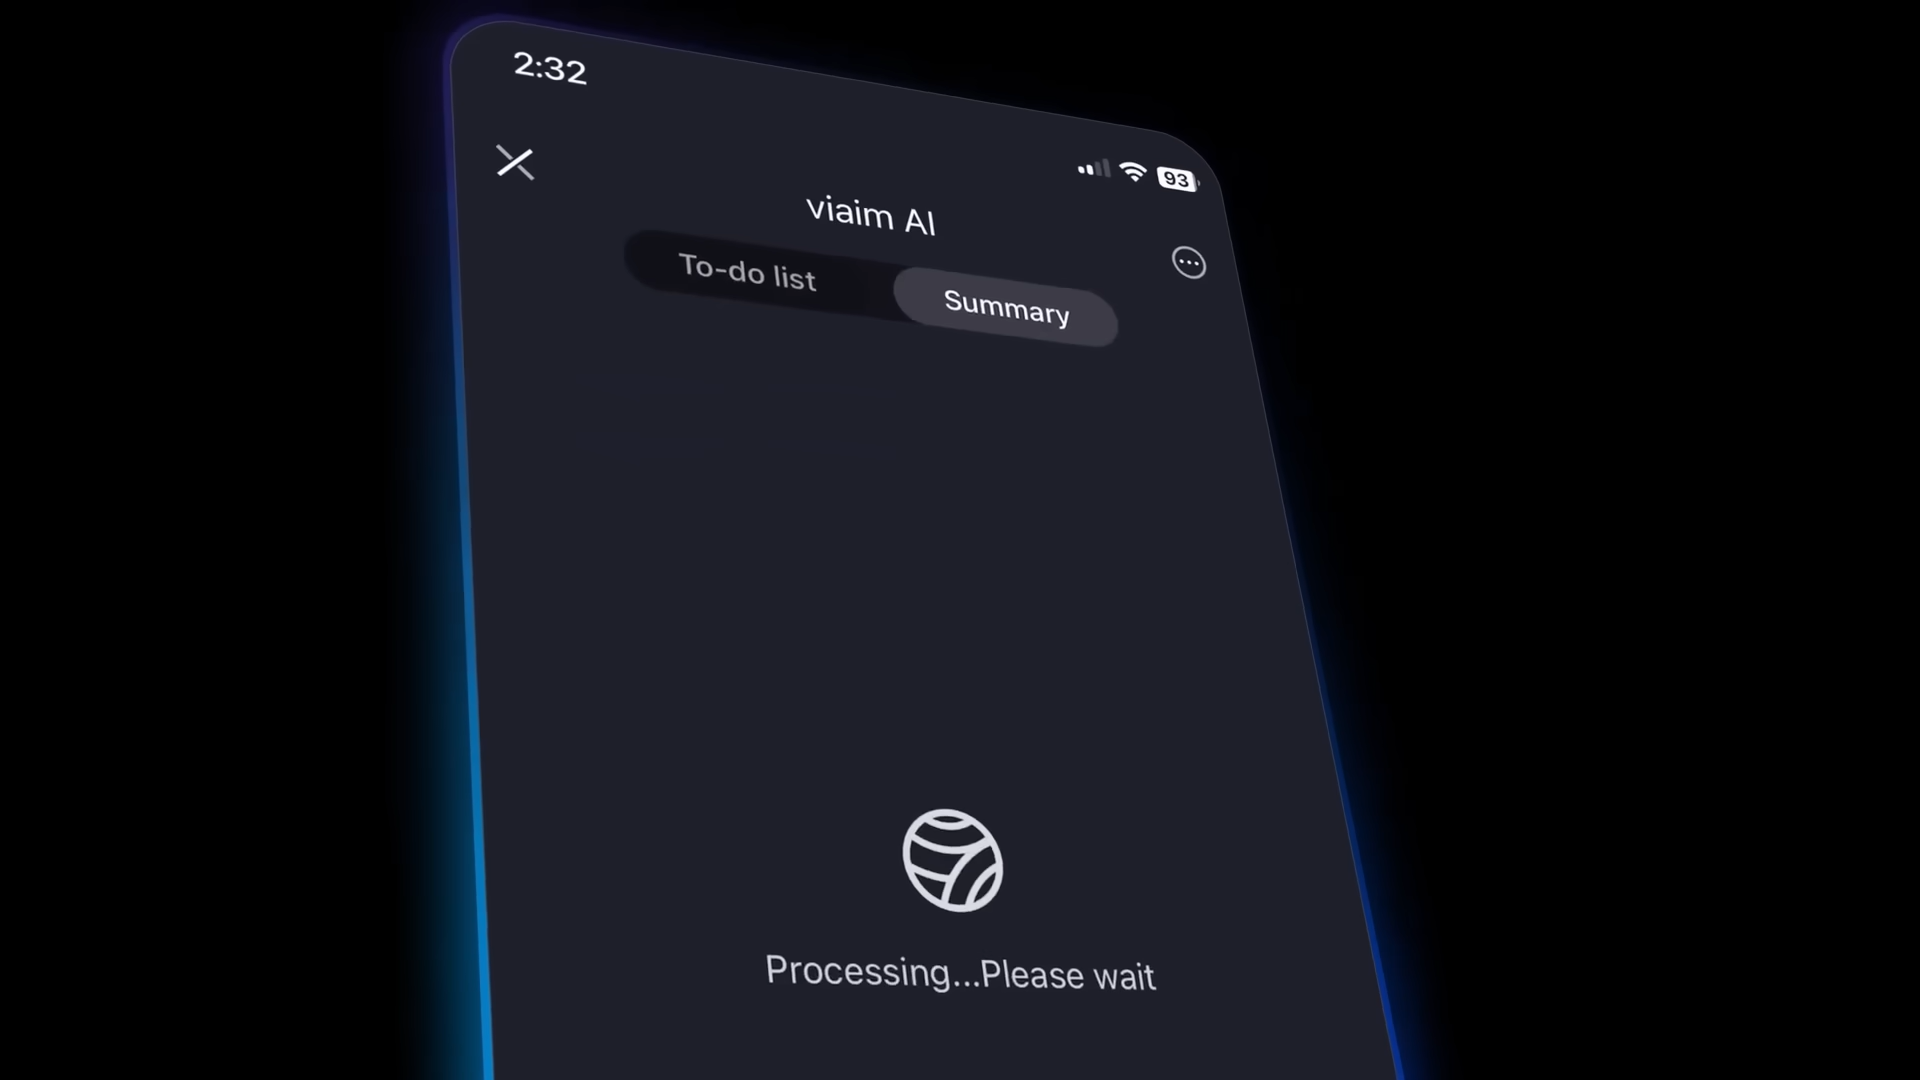 2:32
93
viaim AI
To-do list
Summary
Processing...Please wait